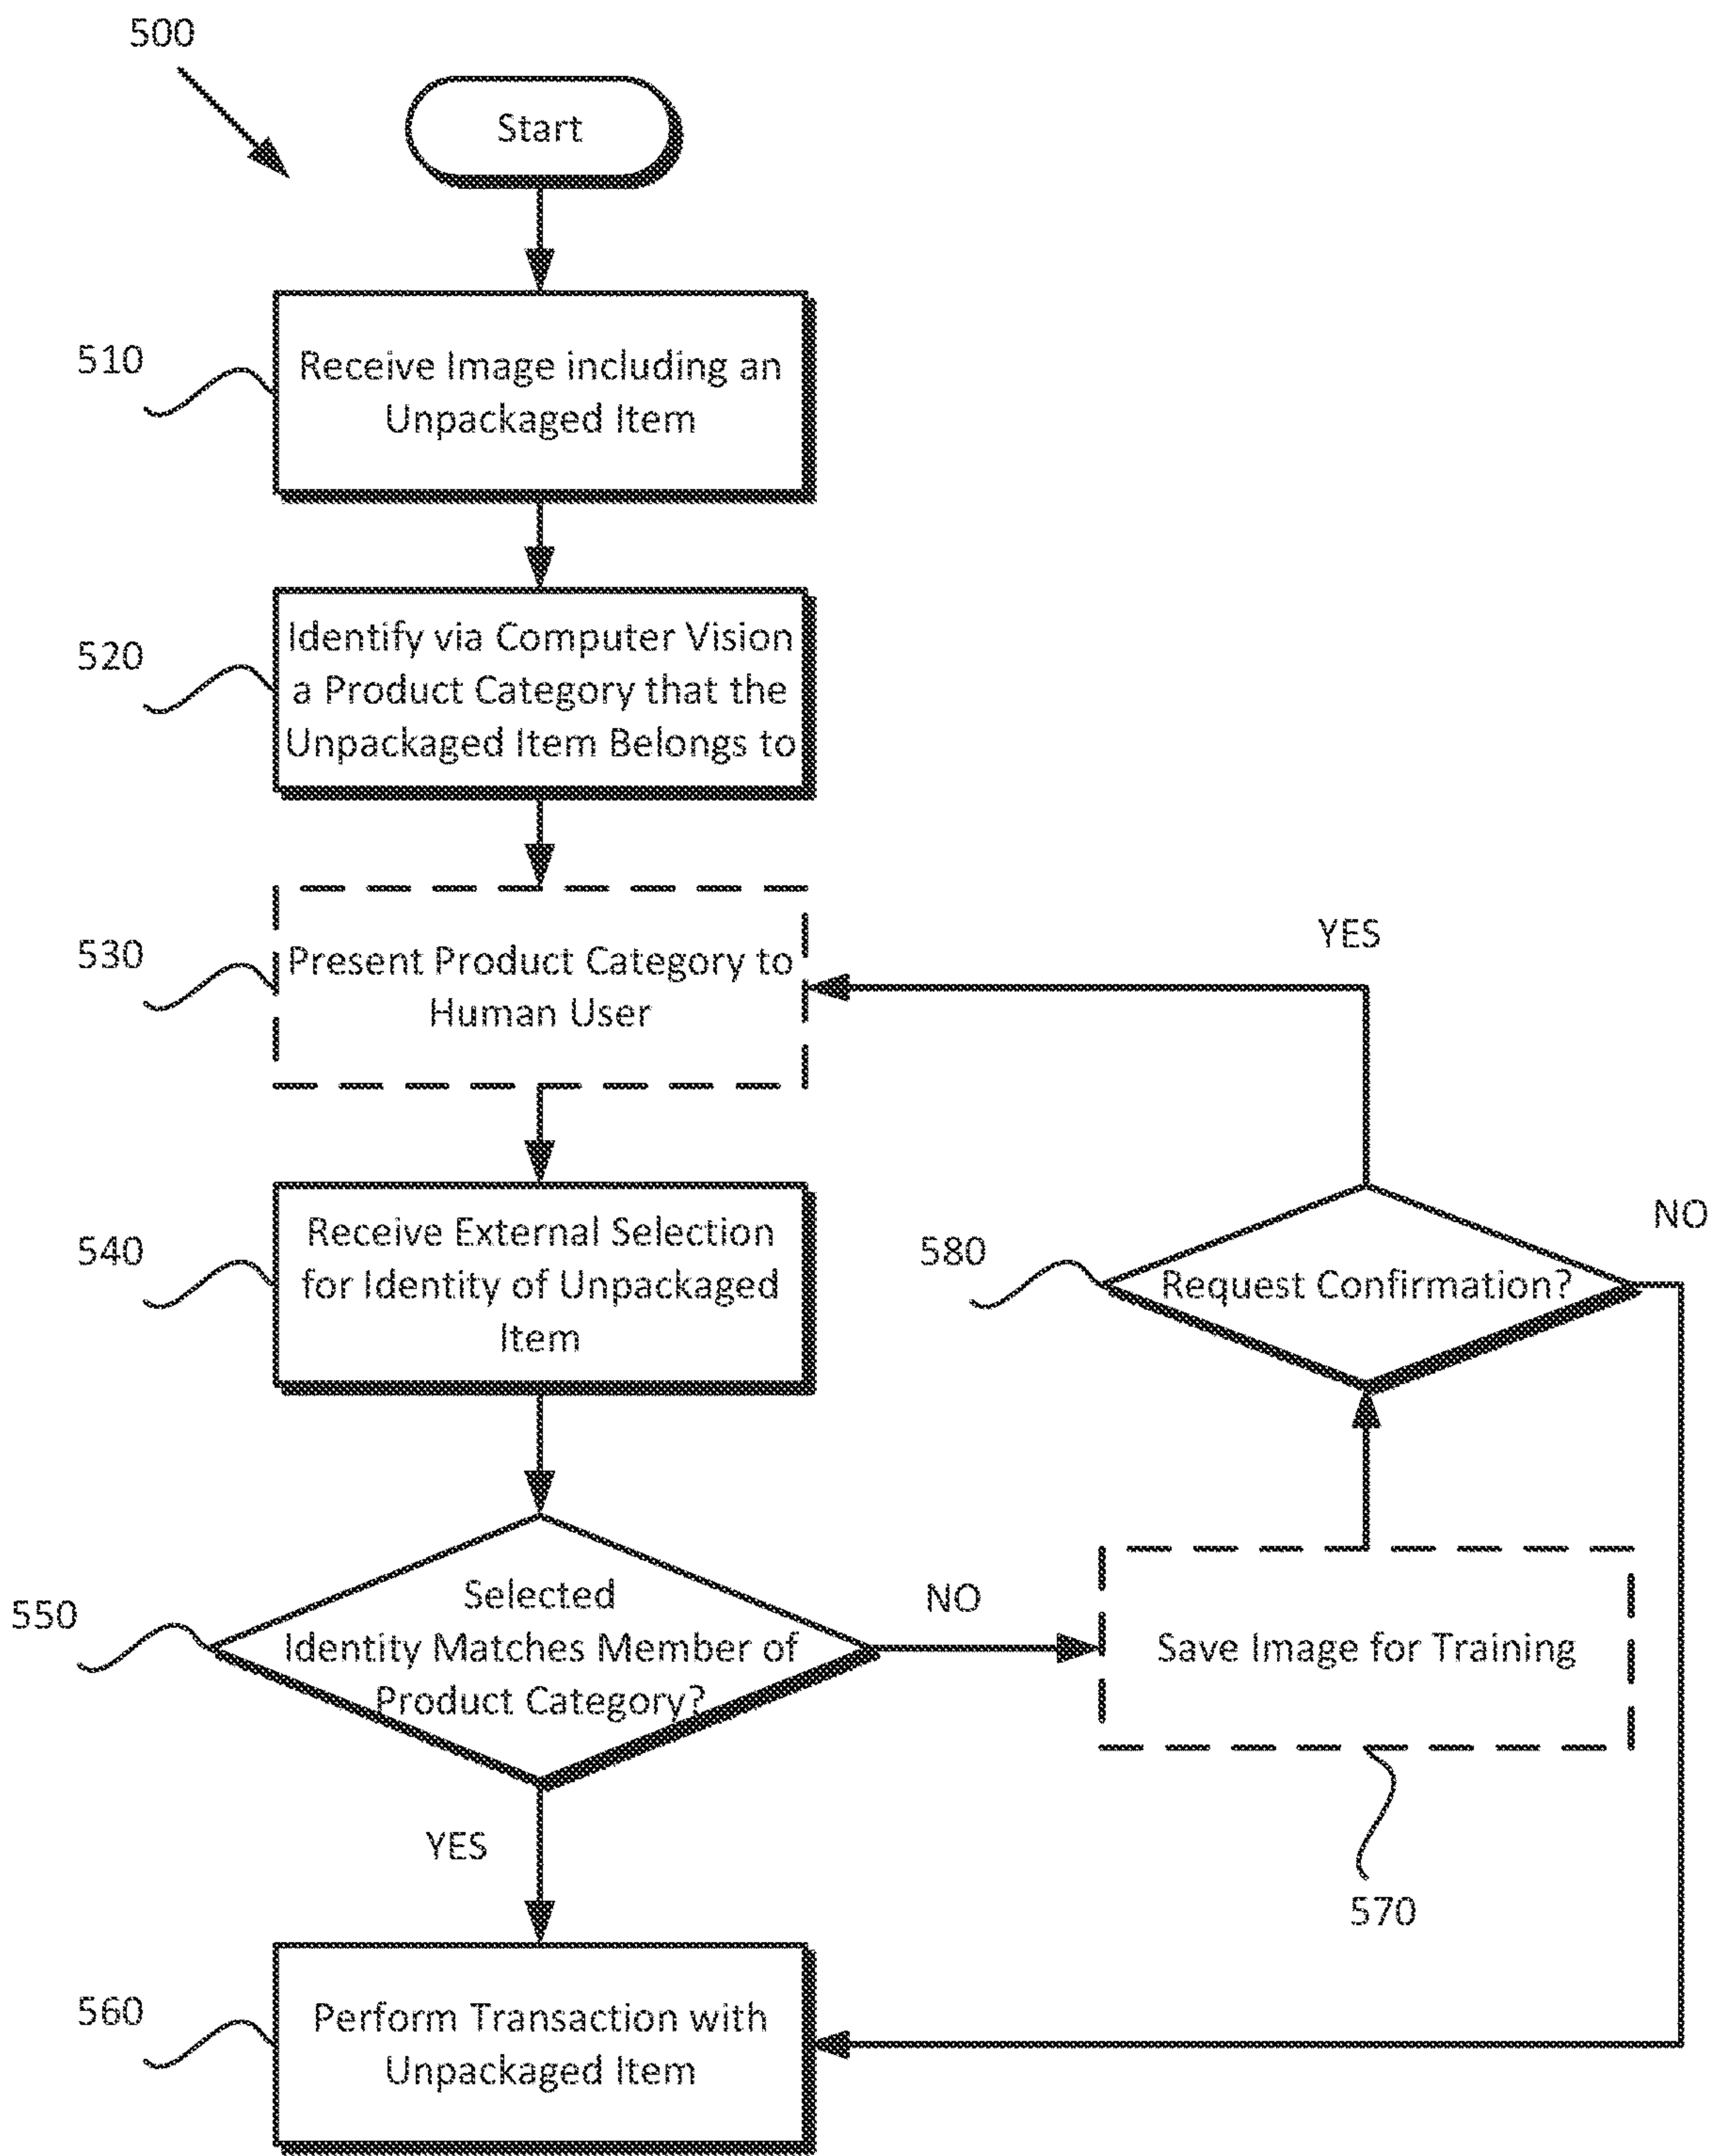 500
Start
510
Receive Image including an
Unpackaged Item
520
Identify via Computer Vision
a Product Category that the
Unpackaged Item Belongs to
530
Present Product Category to
Human User
YES
540
Receive External Selection
for Identity of Unpackaged
Item
580
Request Confirmation?
NO
550
Selected
Identity Matches Member of
Product Category?
NO
Save Image for Training
570
YES
560
Perform Transaction with
Unpackaged Item